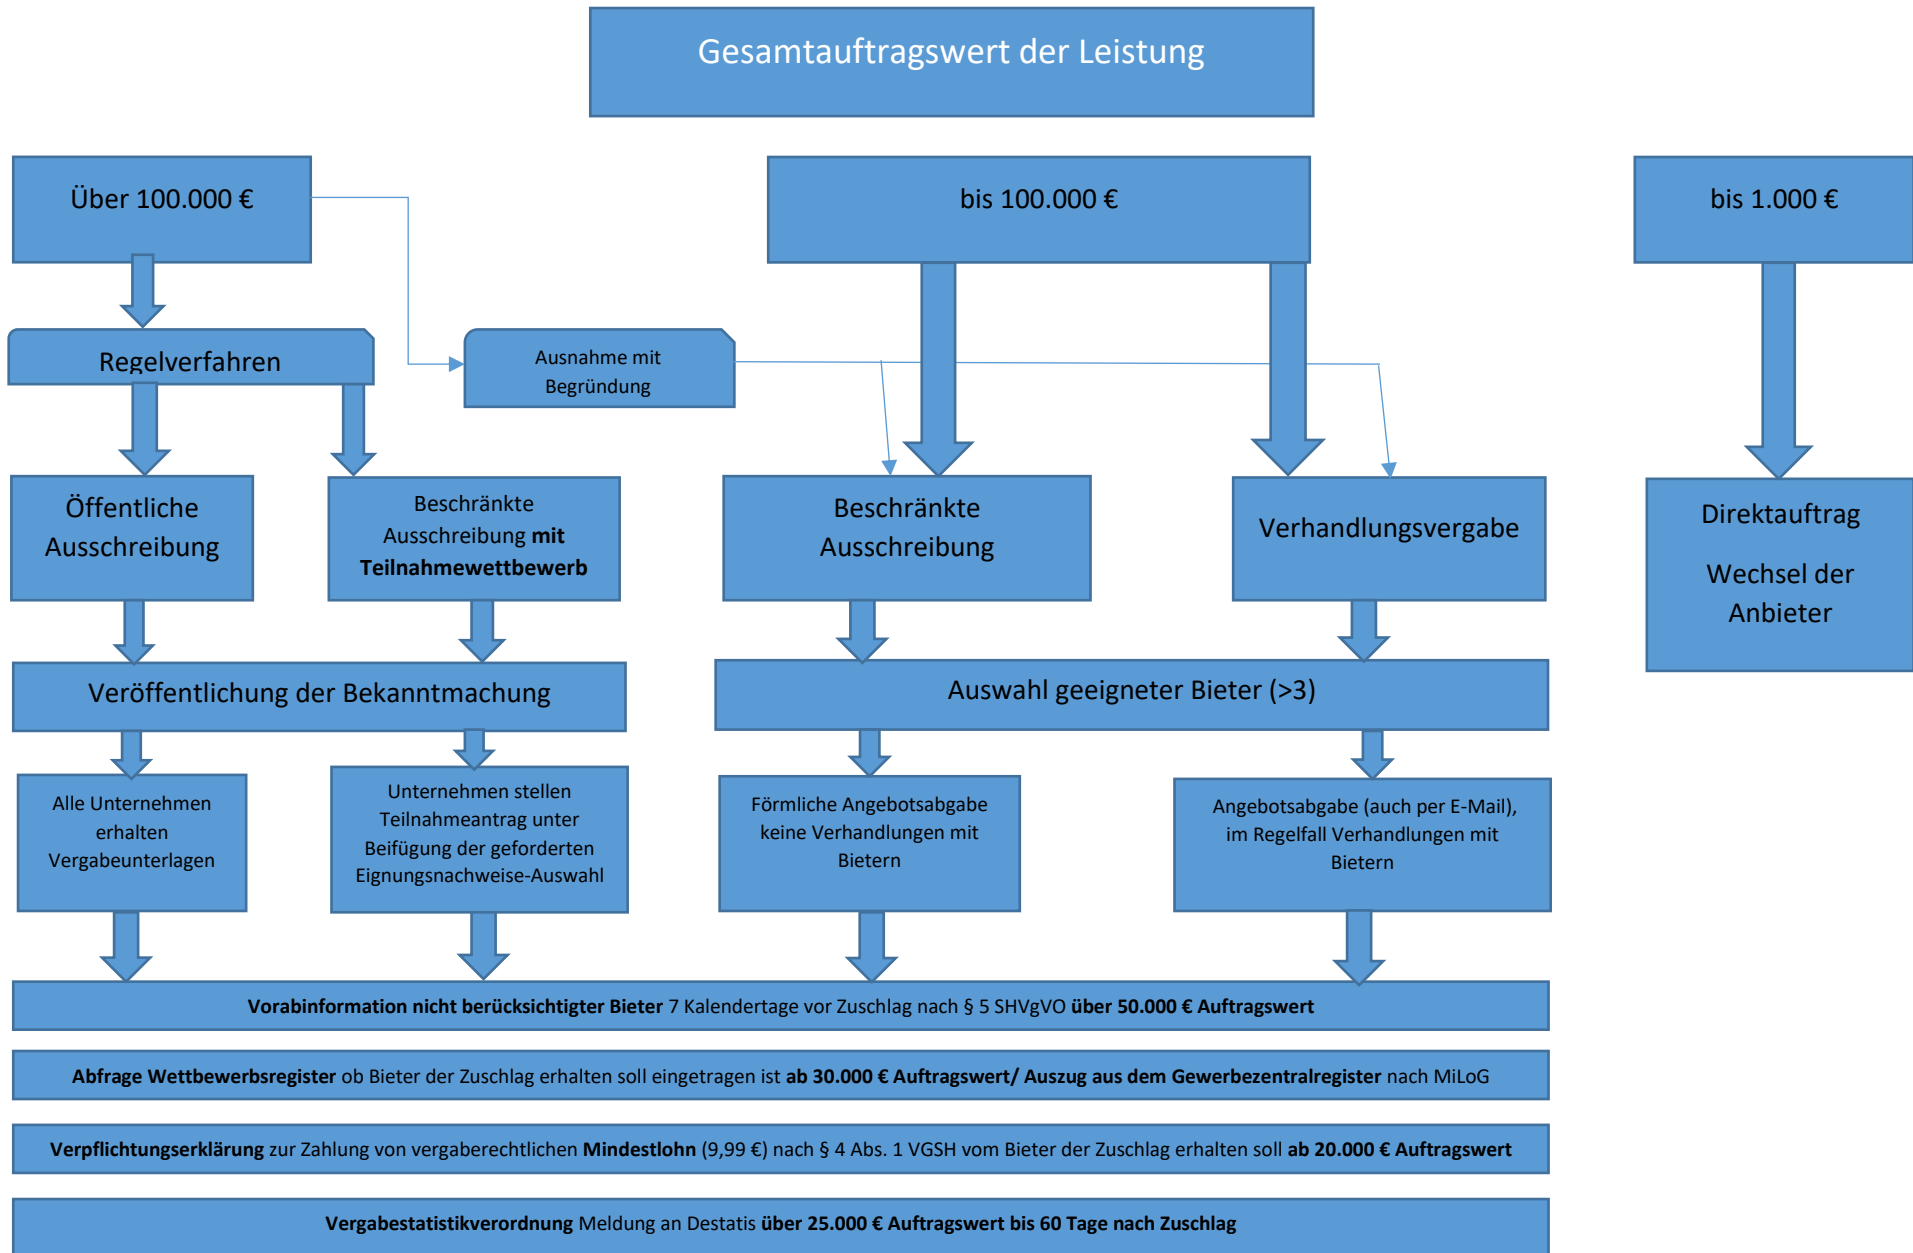 Gesamtauftragswert der Leistung
Über 100.000 €
bis 100.000 €
bis 1.000 €
Regelverfahren
Ausnahme mit
Begründung
Öffentliche
Ausschreibung
Beschränkte
Ausschreibung mit
Teilnahmewettbewerb
Beschränkte
Ausschreibung
Verhandlungsvergabe
Direktauftrag
Wechsel der
Anbieter
Veröffentlichung der Bekanntmachung
Auswahl geeigneter Bieter (>3)
Alle Unternehmen
erhalten
Vergabeunterlagen
Unternehmen stellen
Teilnahmeantrag unter
Beifügung der geforderten
Eignungsnachweise-Auswahl
Förmliche Angebotsabgabe
keine Verhandlungen mit
Bietern
Angebotsabgabe (auch per E-Mail),
im Regelfall Verhandlungen mit
Bietern
Vorabinformation nicht berücksichtigter Bieter 7 Kalendertage vor Zuschlag nach § 5 SHVgVO über 50.000 € Auftragswert
Abfrage Wettbewerbsregister ob Bieter der Zuschlag erhalten soll eingetragen ist ab 30.000 € Auftragswert/ Auszug aus dem Gewerbezentralregister nach MiLoG
Verpflichtungserklärung zur Zahlung von vergaberechtlichen Mindestlohn (9,99 €) nach § 4 Abs. 1 VGSH vom Bieter der Zuschlag erhalten soll ab 20.000 € Auftragswert
Vergabestatistikverordnung Meldung an Destatis über 25.000 € Auftragswert bis 60 Tage nach Zuschlag